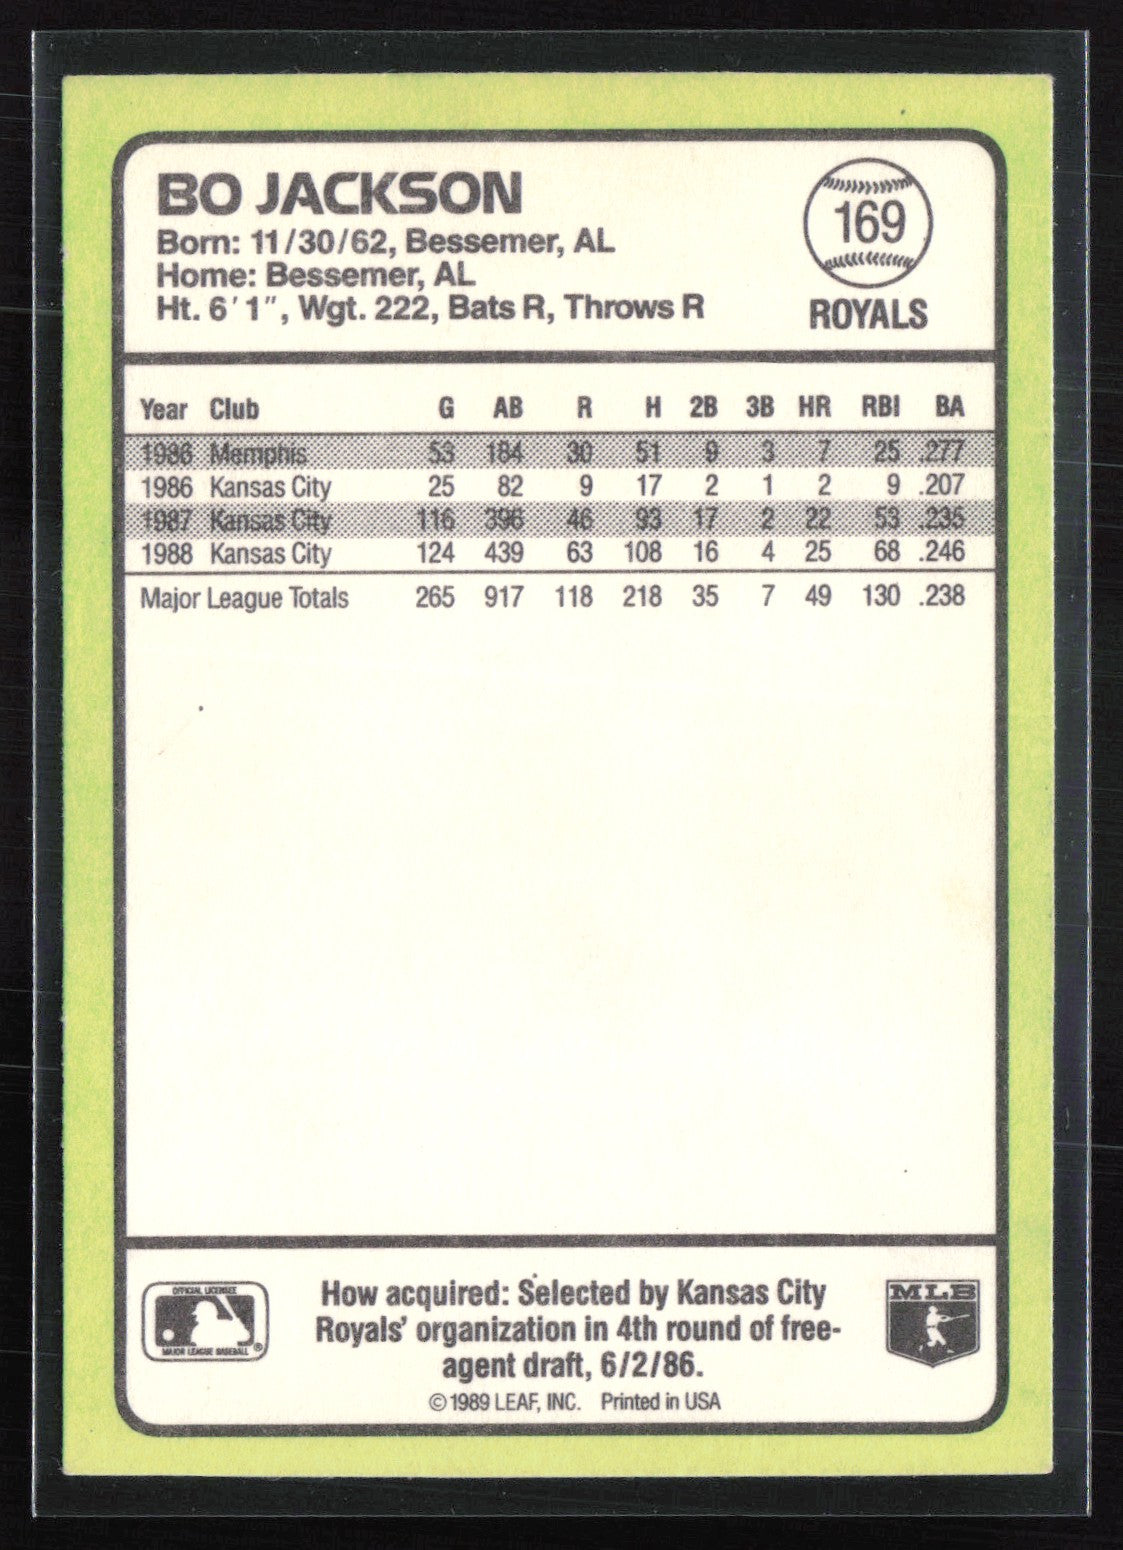 BO JACKSON
Born: 11/30/62, Bessemer, AL
Home: Bessemer, AL
Ht. 6'1", Wgt. 222, Bats R, Throws R
169
ROYALS
Year Club G AB R H 2B 3B HR RBI BA
1986 Memphis 53 184 30 51 9 3 7 25 .277
1986 Kansas City 25 82 9 17 2 1 2 9 .207
1987 Kansas City 116 396 46 93 17 2 22 53 .235
1988 Kansas City 124 439 63 108 16 4 25 68 .246
Major League Totals 265 917 118 218 35 7 49 130 .238
OFFICIAL LICENSEE
MAJOR LEAGUE BASEBALL ®
How acquired: Selected by Kansas City
Royals' organization in 4th round of free-
agent draft, 6/2/86.
© 1989 LEAF, INC. Printed in USA
MLB